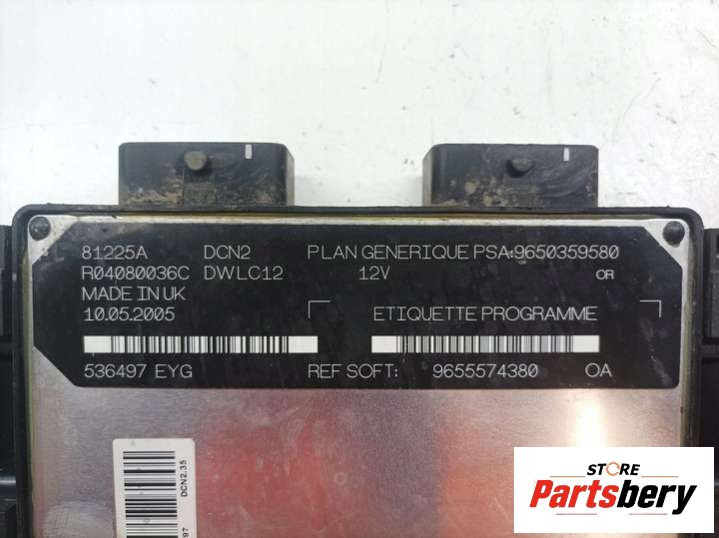 81225A DCN2 PLAN GENERIQUE PSA:9650359580
R04080036C DWLC12 12V OR
MADE IN UK
10.05.2005 ETIQUETTE PROGRAMME
536497 EYG REF SOFT: 9655574380 OA
DCN2.35
97
STORE
Partsbery